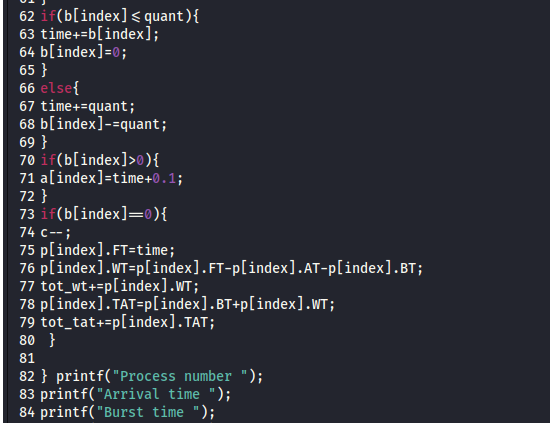 61 }
62 if(b[index]<=quant){
63 time+=b[index];
64 b[index]=0;
65 }
66 else{
67 time+=quant;
68 b[index]-=quant;
69 }
70 if(b[index]>0){
71 a[index]=time+0.1;
72 }
73 if(b[index]==0){
74 c--;
75 p[index].FT=time;
76 p[index].WT=p[index].FT-p[index].AT-p[index].BT;
77 tot_wt+=p[index].WT;
78 p[index].TAT=p[index].BT+p[index].WT;
79 tot_tat+=p[index].TAT;
80 }
81
82 } printf("Process number ");
83 printf("Arrival time ");
84 printf("Burst time ");